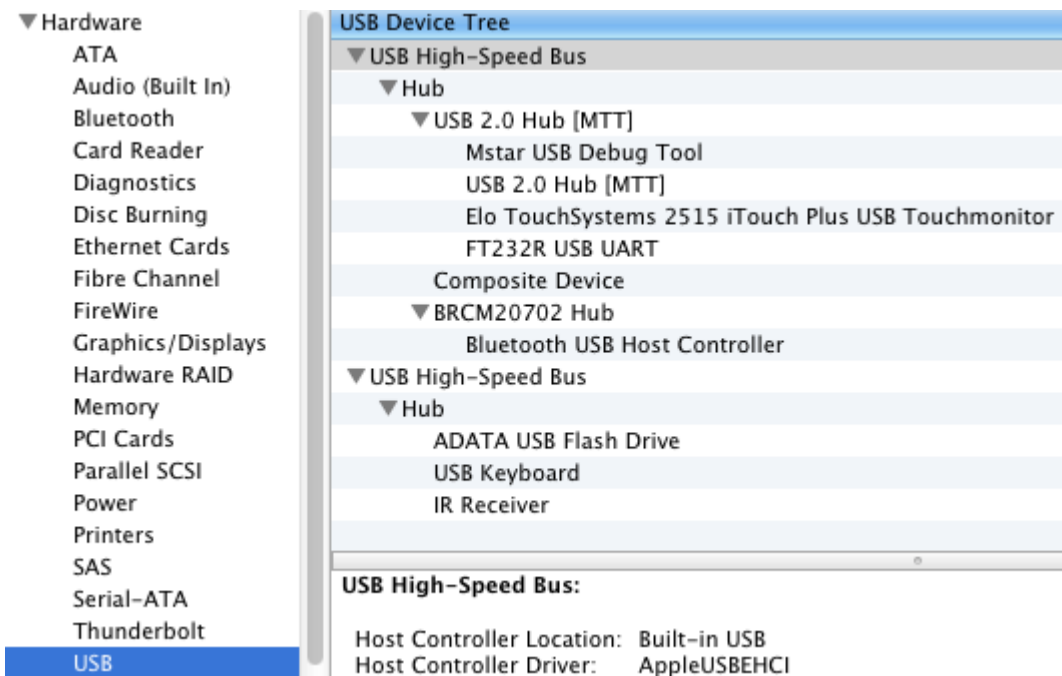 Hardware
ATA
Audio (Built In)
Bluetooth
Card Reader
Diagnostics
Disc Burning
Ethernet Cards
Fibre Channel
FireWire
Graphics/Displays
Hardware RAID
Memory
PCI Cards
Parallel SCSI
Power
Printers
SAS
Serial-ATA
Thunderbolt
USB
USB Device Tree
USB High-Speed Bus
Hub
USB 2.0 Hub [MTT]
Mstar USB Debug Tool
USB 2.0 Hub [MTT]
Elo TouchSystems 2515 iTouch Plus USB Touchmonitor
FT232R USB UART
Composite Device
BRCM20702 Hub
Bluetooth USB Host Controller
USB High-Speed Bus
Hub
ADATA USB Flash Drive
USB Keyboard
IR Receiver
USB High-Speed Bus:
Host Controller Location: Built-in USB
Host Controller Driver: AppleUSBEHCI